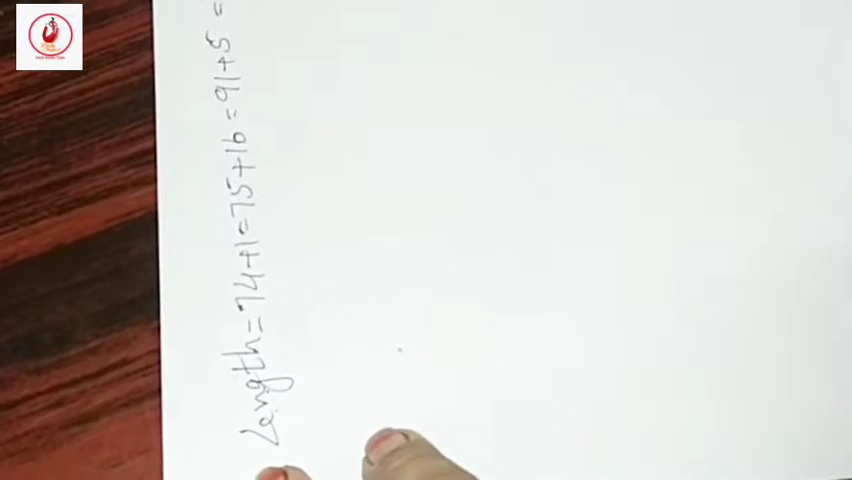 Length = 74+1 = 75+16 = 91+5 =